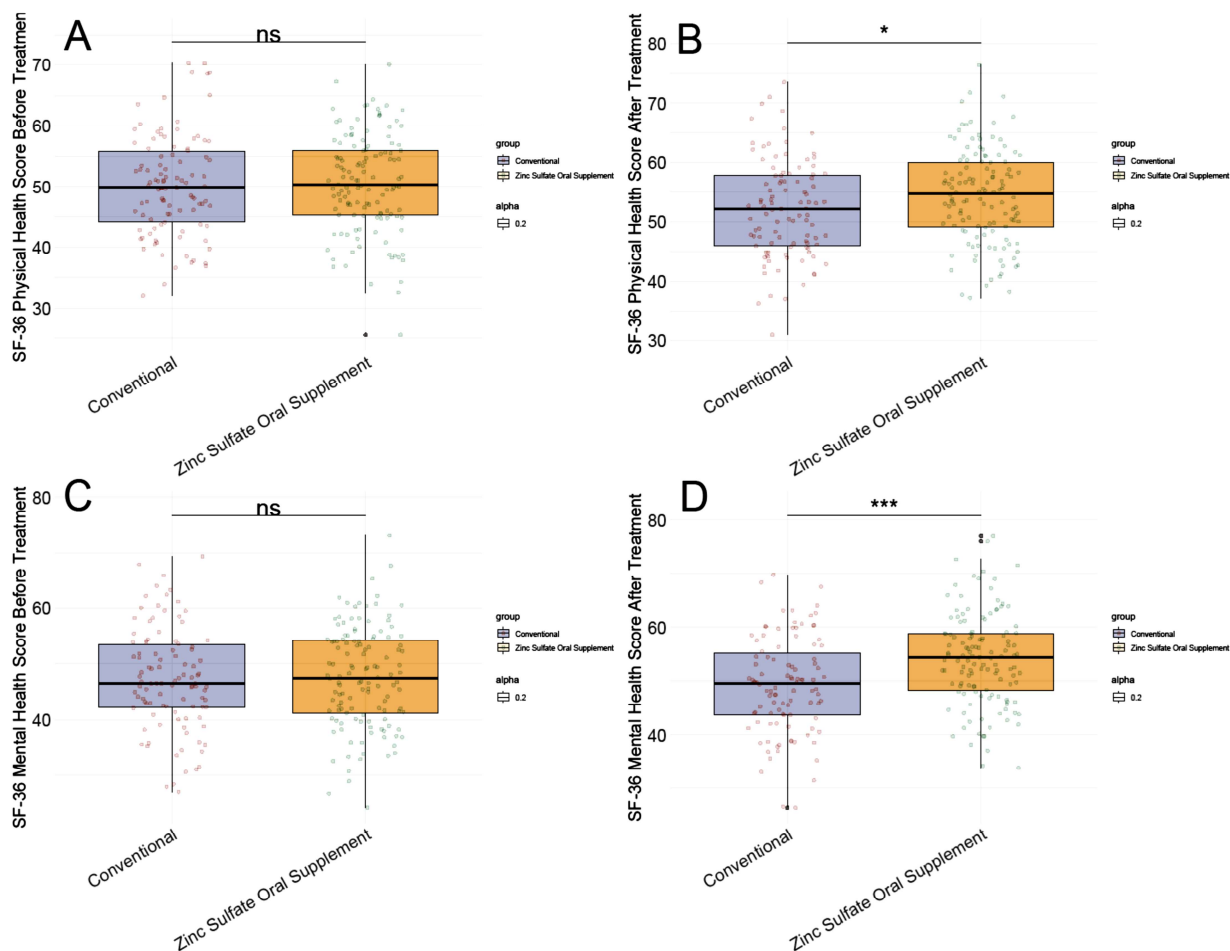 A
ns
SF-36 Physical Health Score Before Treatment
70
60
50
40
30
Conventional
Zinc Sulfate Oral Supplement
group
Conventional
Zinc Sulfate Oral Supplement
alpha
0.2
B
*
SF-36 Physical Health Score After Treatment
80
70
60
50
40
30
Conventional
Zinc Sulfate Oral Supplement
group
Conventional
Zinc Sulfate Oral Supplement
alpha
0.2
C
ns
SF-36 Mental Health Score Before Treatment
80
60
40
Conventional
Zinc Sulfate Oral Supplement
group
Conventional
Zinc Sulfate Oral Supplement
alpha
0.2
D
***
SF-36 Mental Health Score After Treatment
80
60
40
Conventional
Zinc Sulfate Oral Supplement
group
Conventional
Zinc Sulfate Oral Supplement
alpha
0.2